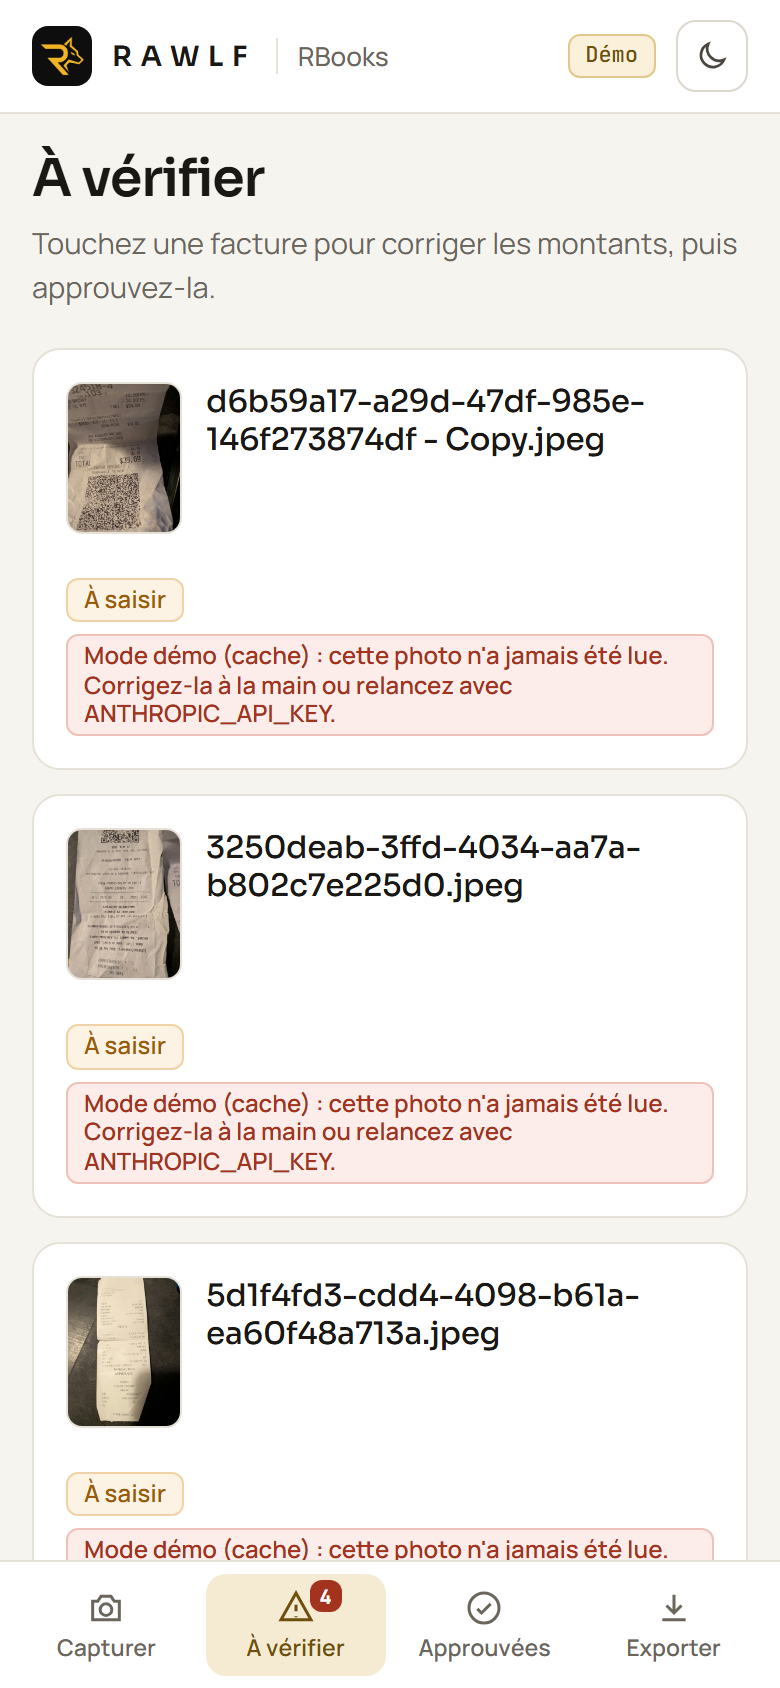 RAWLF
RBooks
Démo
À vérifier
Touchez une facture pour corriger les montants, puis
approuvez-la.
d6b59a17-a29d-47df-985e-
146f273874df - Copy.jpeg
TOTAL
À saisir
Mode démo (cache) : cette photo n'a jamais été lue.
Corrigez-la à la main ou relancez avec
ANTHROPIC_API_KEY.
3250deab-3ffd-4034-aa7a-
b802c7e225d0.jpeg
À saisir
Mode démo (cache) : cette photo n'a jamais été lue.
Corrigez-la à la main ou relancez avec
ANTHROPIC_API_KEY.
5d1f4fd3-cdd4-4098-b61a-
ea60f48a713a.jpeg
À saisir
Mode démo (cache) : cette photo n'a jamais été lue.
4
Capturer
À vérifier
Approuvées
Exporter